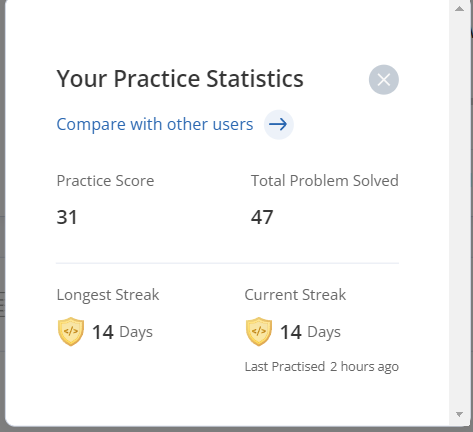 Your Practice Statistics
Compare with other users
Practice Score
Total Problem Solved
31
47
Longest Streak
Current Streak
</> 14 Days
</> 14 Days
Last Practised 2 hours ago